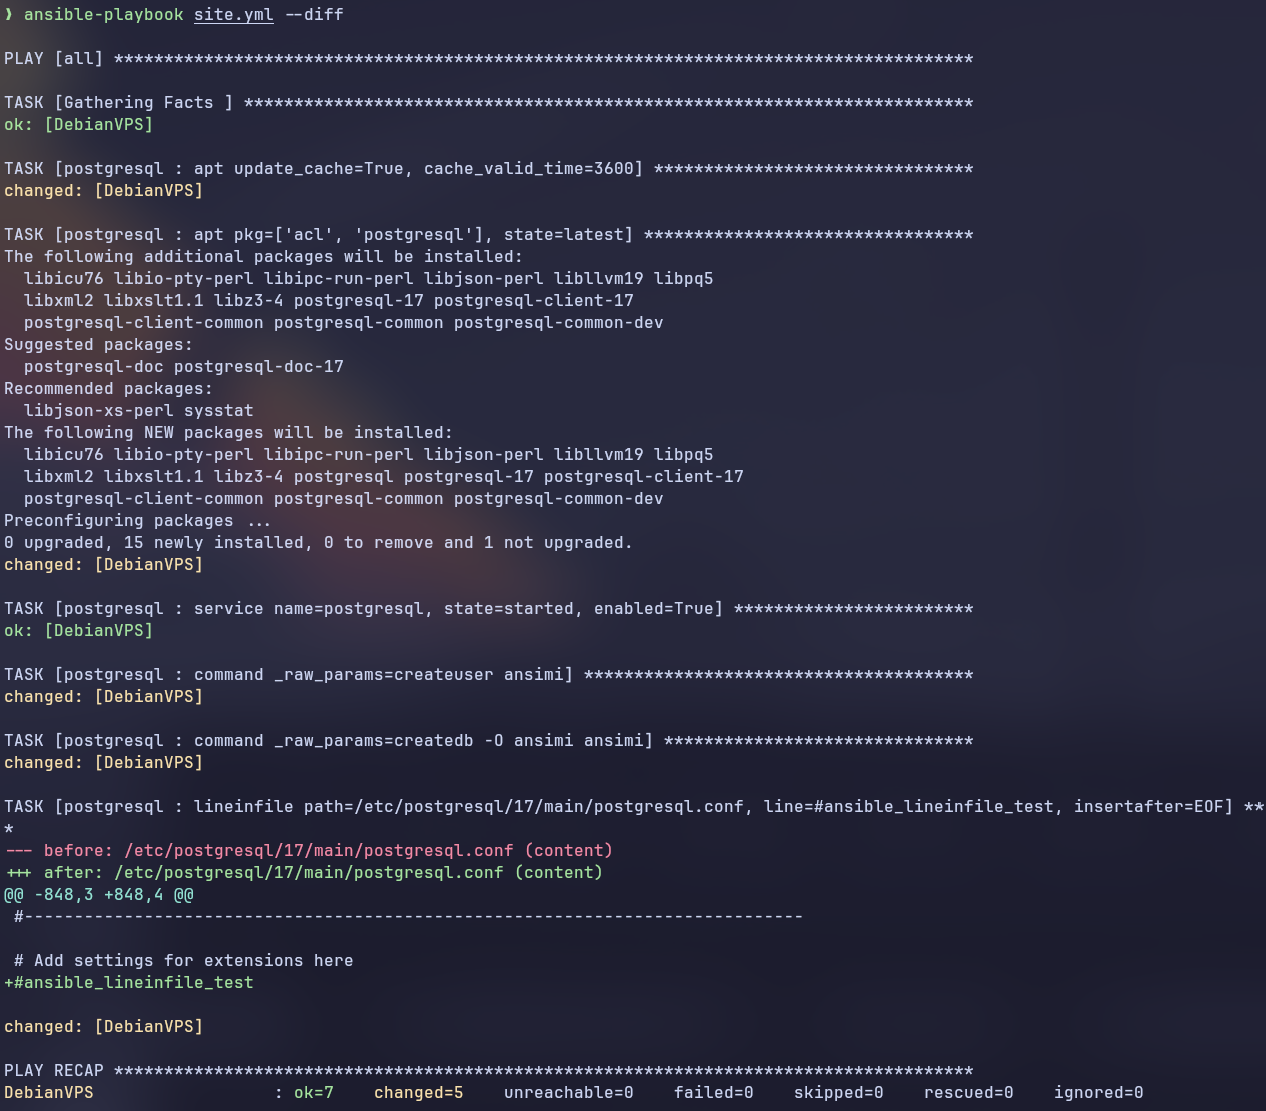 ❯ ansible-playbook site.yml --diff
PLAY [all] **************************************************************************************
TASK [Gathering Facts ] *************************************************************************
ok: [DebianVPS]
TASK [postgresql : apt update_cache=True, cache_valid_time=3600] ********************************
changed: [DebianVPS]
TASK [postgresql : apt pkg=['acl', 'postgresql'], state=latest] *********************************
The following additional packages will be installed:
  libicu76 libio-pty-perl libipc-run-perl libjson-perl libllvm19 libpq5
  libxml2 libxslt1.1 libz3-4 postgresql-17 postgresql-client-17
  postgresql-client-common postgresql-common postgresql-common-dev
Suggested packages:
  postgresql-doc postgresql-doc-17
Recommended packages:
  libjson-xs-perl sysstat
The following NEW packages will be installed:
  libicu76 libio-pty-perl libipc-run-perl libjson-perl libllvm19 libpq5
  libxml2 libxslt1.1 libz3-4 postgresql postgresql-17 postgresql-client-17
  postgresql-client-common postgresql-common postgresql-common-dev
Preconfiguring packages ...
0 upgraded, 15 newly installed, 0 to remove and 1 not upgraded.
changed: [DebianVPS]
TASK [postgresql : service name=postgresql, state=started, enabled=True] ************************
ok: [DebianVPS]
TASK [postgresql : command _raw_params=createuser ansimi] ***************************************
changed: [DebianVPS]
TASK [postgresql : command _raw_params=createdb -O ansimi ansimi] *******************************
changed: [DebianVPS]
TASK [postgresql : lineinfile path=/etc/postgresql/17/main/postgresql.conf, line=#ansible_lineinfile_test, insertafter=EOF] **
*
--- before: /etc/postgresql/17/main/postgresql.conf (content)
+++ after: /etc/postgresql/17/main/postgresql.conf (content)
@@ -848,3 +848,4 @@
 #------------------------------------------------------------------------------
 # Add settings for extensions here
+#ansible_lineinfile_test
changed: [DebianVPS]
PLAY RECAP **************************************************************************************
DebianVPS                  : ok=7    changed=5    unreachable=0    failed=0    skipped=0    rescued=0    ignored=0